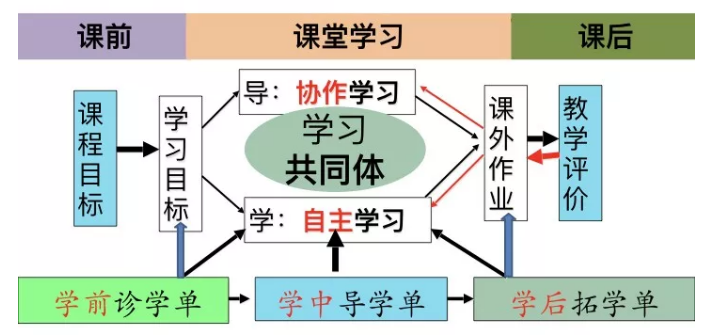 课前
课堂学习
课后
课程目标
学习目标
导：协作学习
学习
共同体
学：自主学习
课外作业
教学评价
学前诊学单
学中导学单
学后拓学单